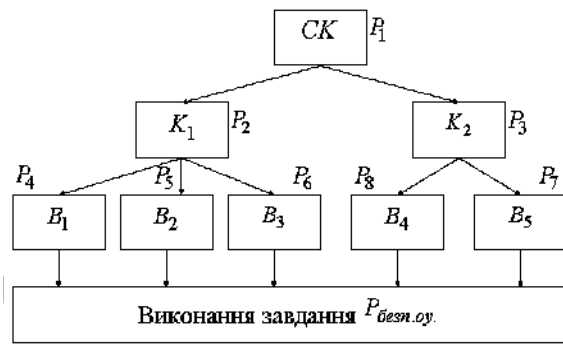 СК P₁
K₁ P₂ K₂ P₃
P₄ P₅ P₆ P₈ P₇
B₁ B₂ B₃ B₄ B₅
Виконання завдання Pбезп.оу.